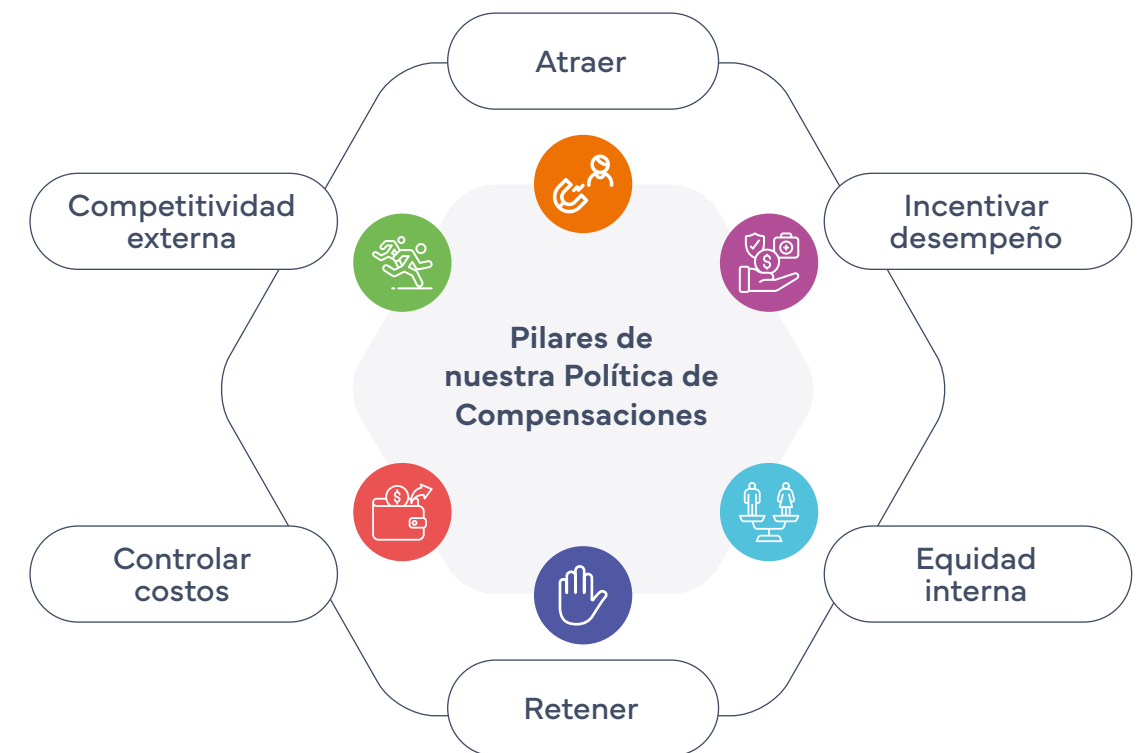 Atraer
Competitividad
externa
Incentivar
desempeño
Pilares de
nuestra Política de
Compensaciones
Controlar
costos
Equidad
interna
Retener